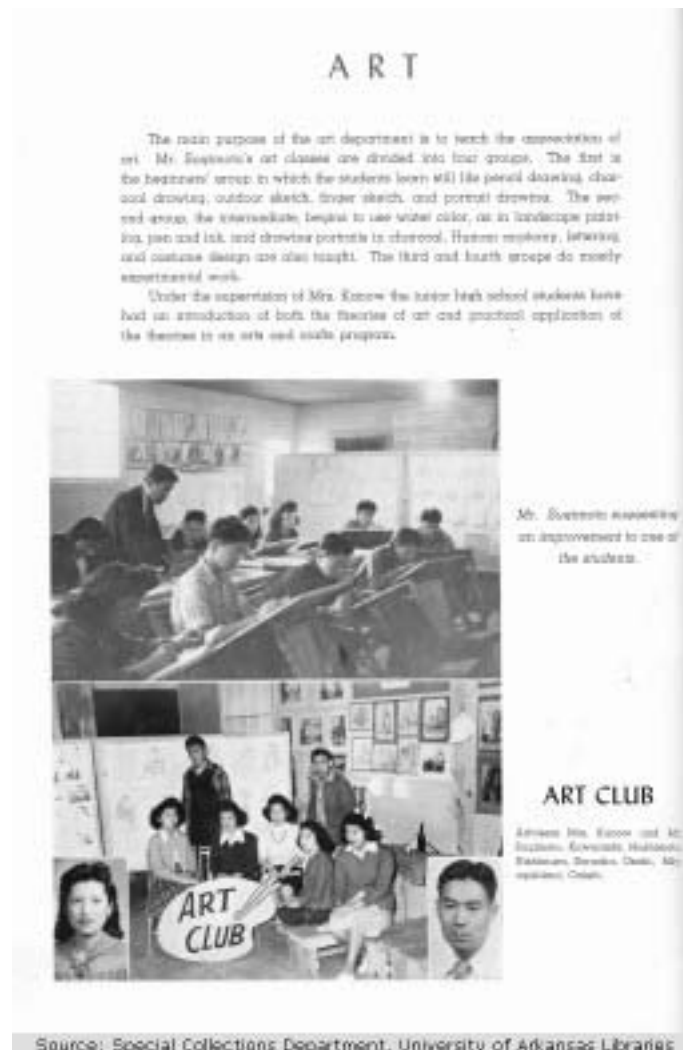 ART
The main purpose of the art department is to teach the appreciation of
art. Mr. Sugimoto's art classes are divided into four groups. The first is
the beginners' group in which the students learn still life pencil drawing, char-
coal drawing, outdoor sketch, finger sketch, and portrait drawing. The sec-
ond group, the intermediate, begins to use water color, as in landscape paint-
ing, pen and ink, and drawing portraits in charcoal. Human anatomy, lettering,
and costume design are also taught. The third and fourth groups do mostly
experimental work.
Under the supervision of Mrs. the junior high school students have
had an introduction of both the theories of art and practical application of
the theories in an arts and crafts program.
Mr. Sugimoto suggesting
an improvement to one of
the students.
ART
CLUB
ART CLUB
Advisers Mrs. and
Source: Special Collections Department, University of Arkansas Libraries